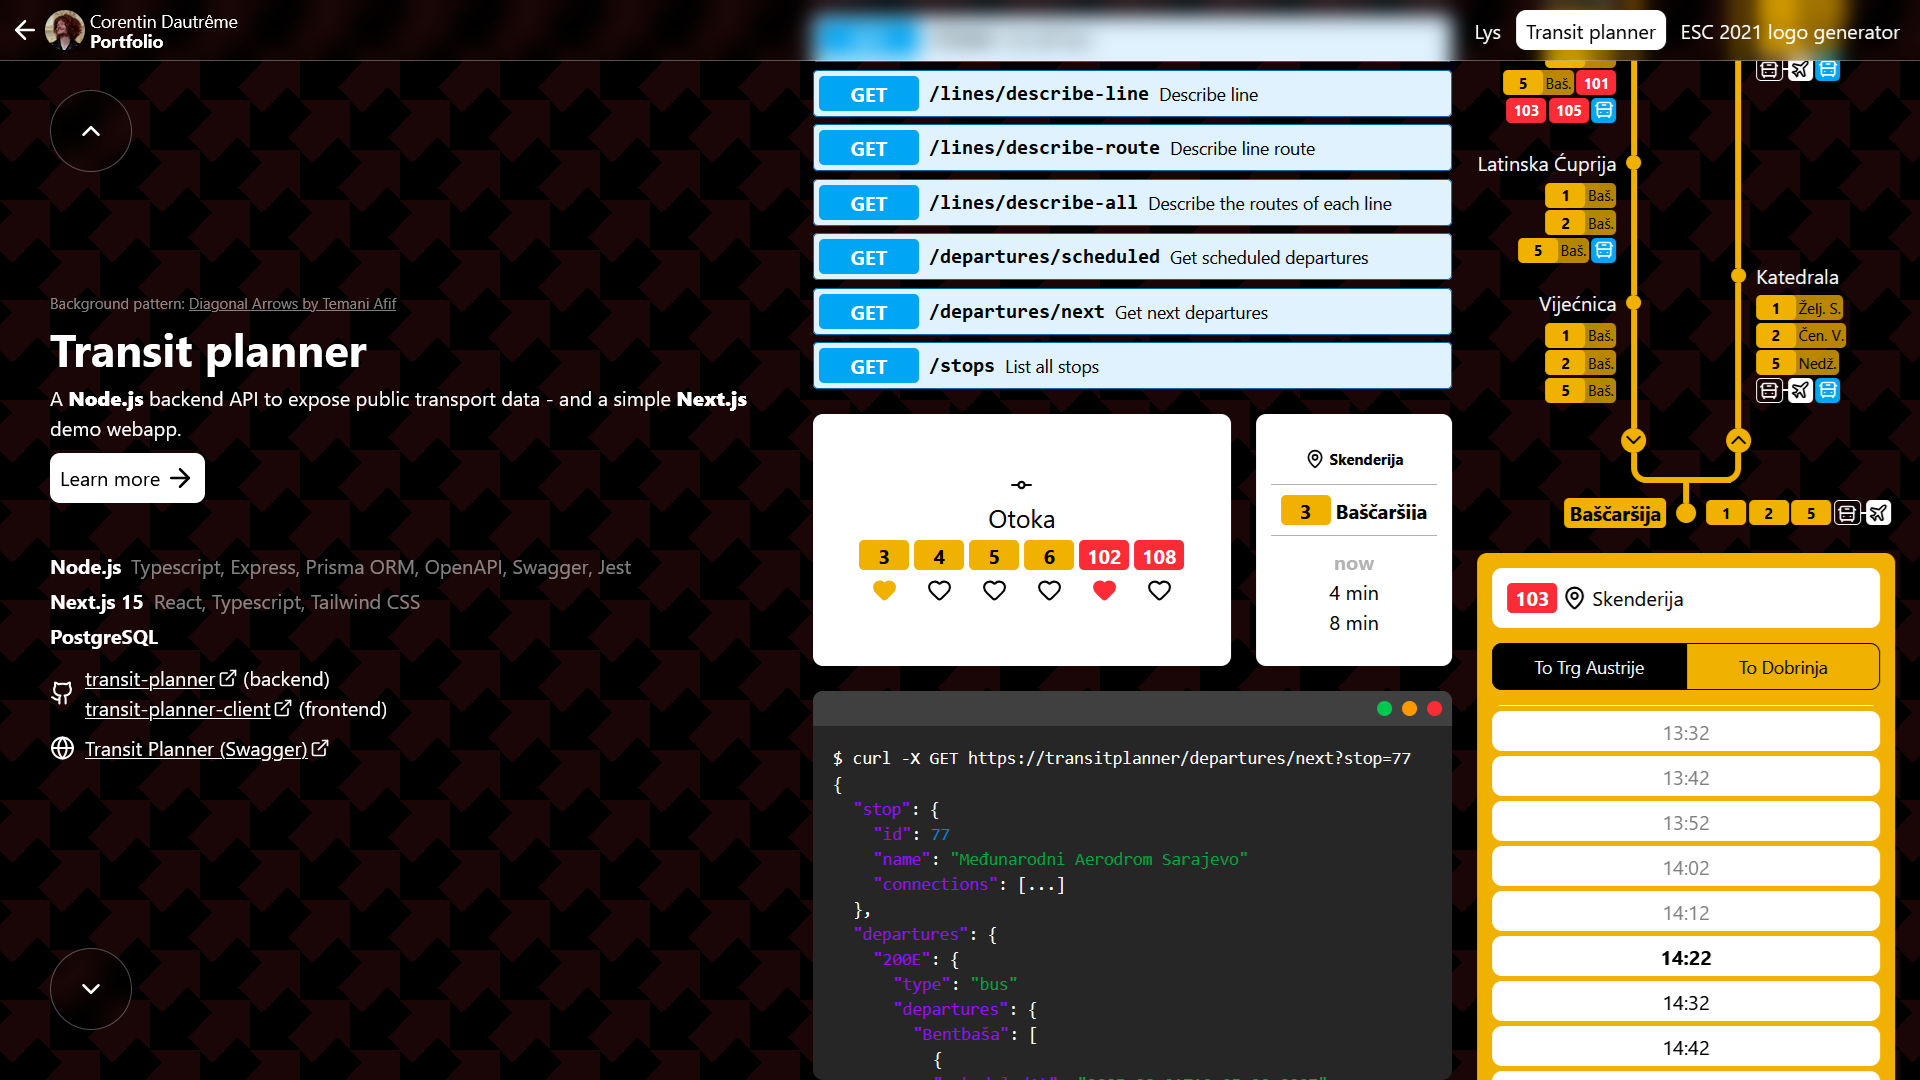 Corentin Dautrême
Portfolio
Lys
Transit planner
ESC 2021 logo generator
Background pattern: Diagonal Arrows by Temani Afif
Transit planner
A Node.js backend API to expose public transport data - and a simple Next.js
demo webapp.
Learn more
Node.js Typescript, Express, Prisma ORM, OpenAPI, Swagger, Jest
Next.js 15 React, Typescript, Tailwind CSS
PostgreSQL
transit-planner (backend)
transit-planner-client (frontend)
Transit Planner (Swagger)
GET /lines/describe-line Describe line
GET /lines/describe-route Describe line route
GET /lines/describe-all Describe the routes of each line
GET /departures/scheduled Get scheduled departures
GET /departures/next Get next departures
GET /stops List all stops
Otoka
3 4 5 6 102 108
Skenderija
3 Baščaršija
now
4 min
8 min
$ curl -X GET https://transitplanner/departures/next?stop=77
{
"stop": {
"id": 77
"name": "Međunarodni Aerodrom Sarajevo"
"connections": [...]
},
"departures": {
"200E": {
"type": "bus"
"departures": {
"Bentbaša": [
{
5 Baš. 101
103 105
Latinska Ćuprija
1 Baš.
2 Baš.
5 Baš.
Vijećnica
1 Baš.
2 Baš.
5 Baš.
Katedrala
1 Želj. S.
2 Čen. V.
5 Nedž.
Baščaršija 1 2 5
103 Skenderija
To Trg Austrije To Dobrinja
13:32
13:42
13:52
14:02
14:12
14:22
14:32
14:42